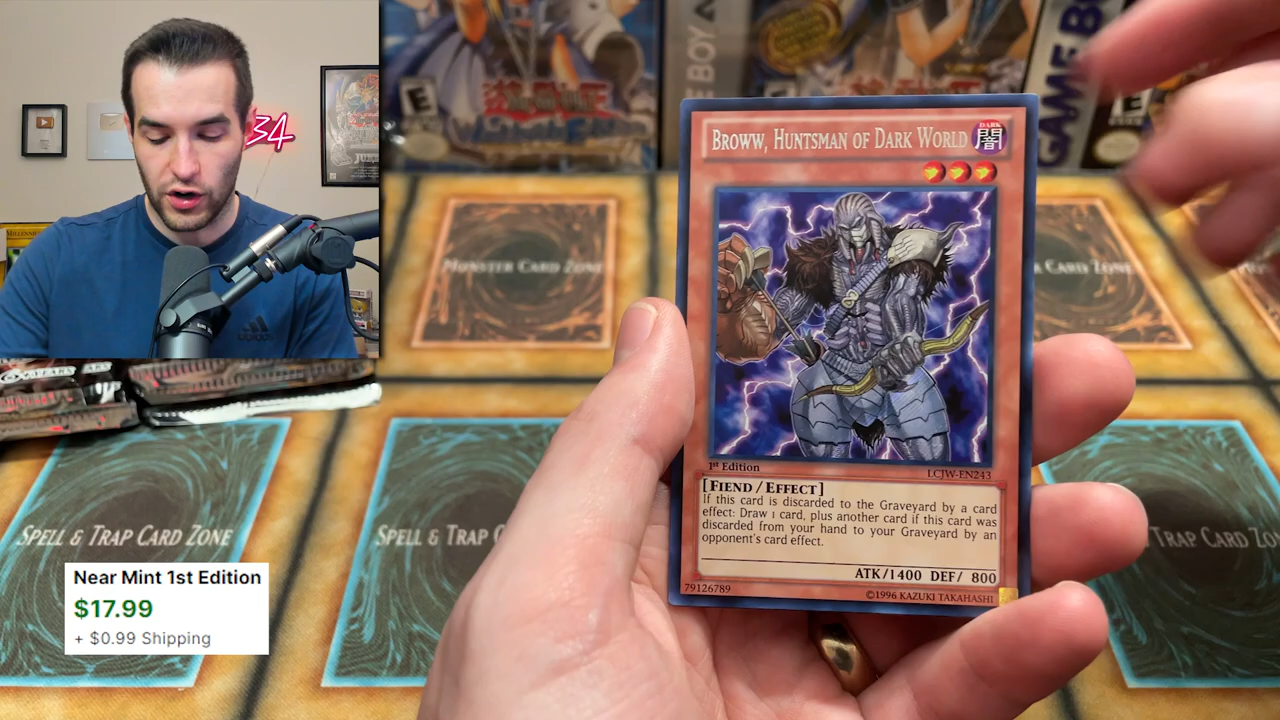 34
E
GAME BOY
E
MONSTER CARD ZONE
CARD ZONE
BROWW, HUNTSMAN OF DARK WORLD
DARK
闇
1st Edition
LCJW-EN243
[FIEND / EFFECT]
If this card is discarded to the Graveyard by a card
effect: Draw 1 card, plus another card if this card was
discarded from your hand to your Graveyard by an
opponent's card effect.
ATK/1400 DEF/ 800
79126789
©1996 KAZUKI TAKAHASHI
SPELL & TRAP CARD ZONE
SPELL & TRAP
TRAP CARD
Near Mint 1st Edition
$17.99
+ $0.99 Shipping